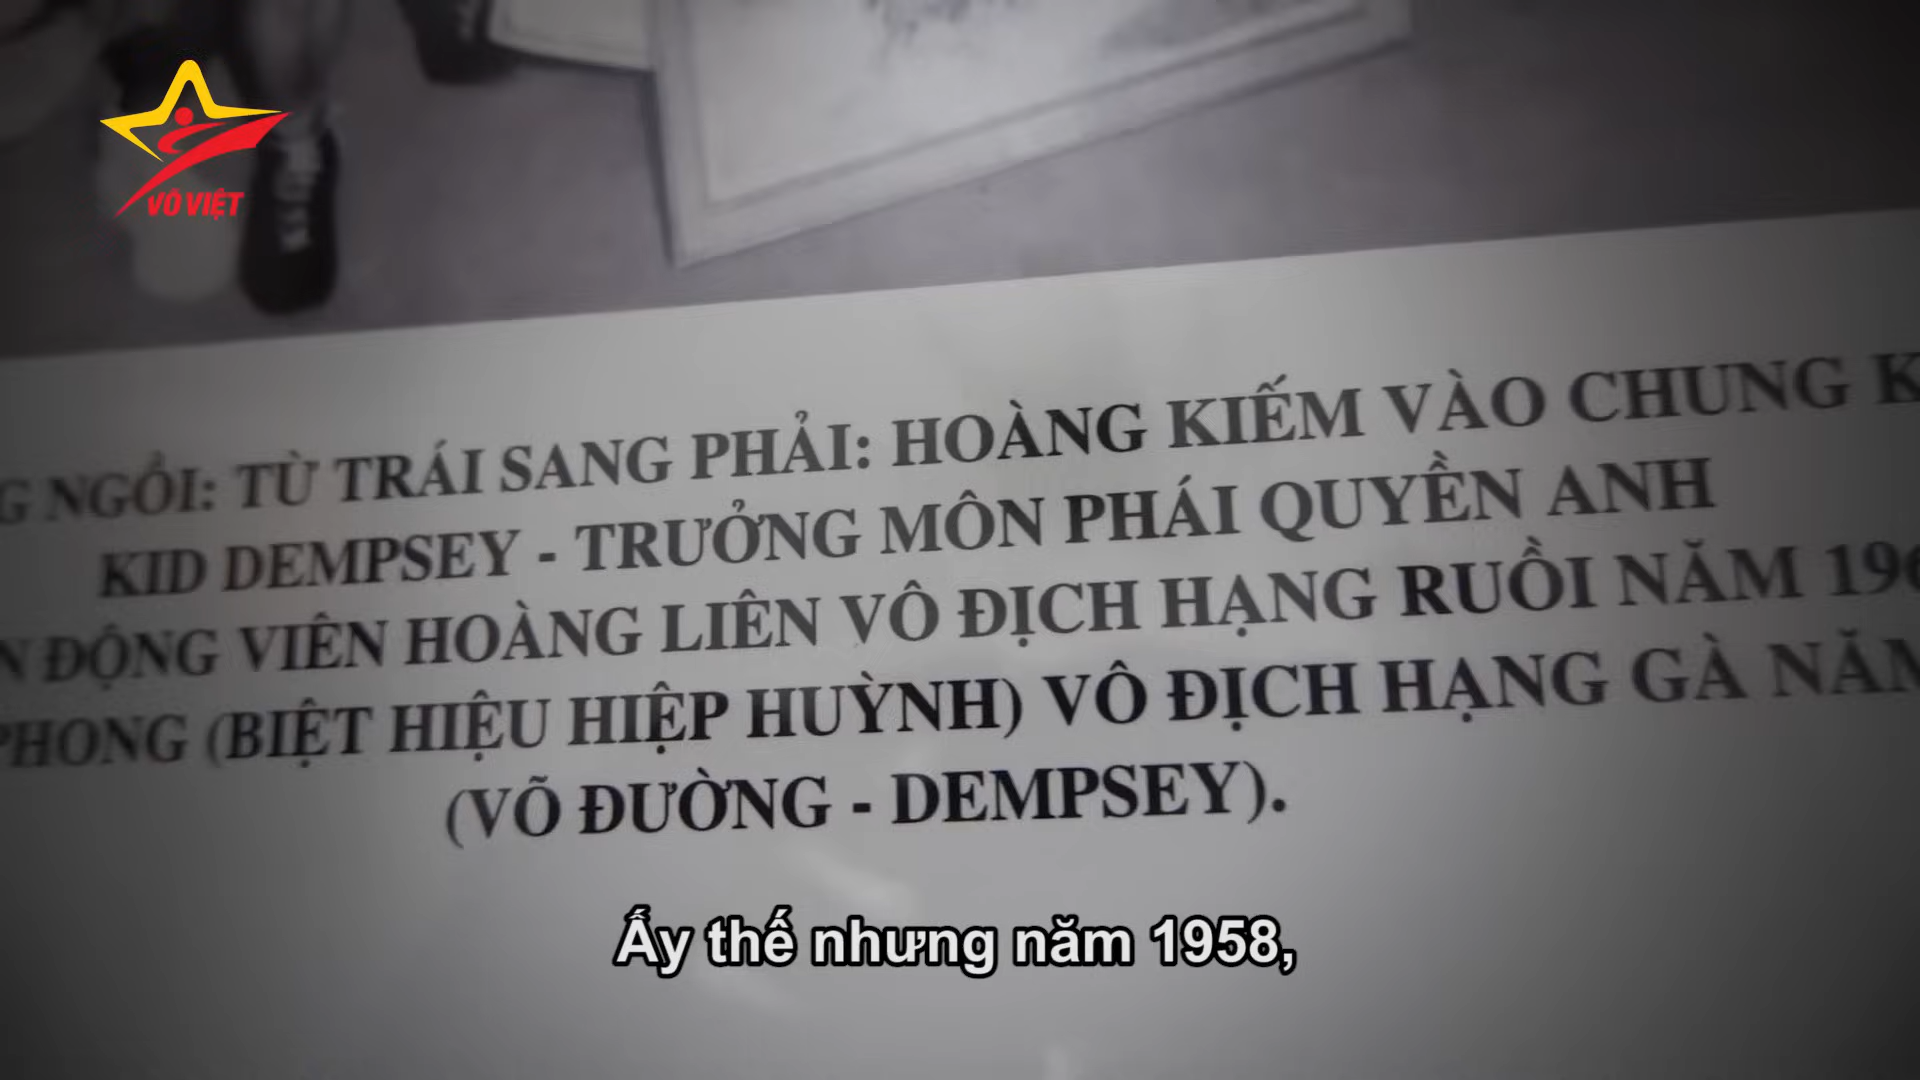 VÕ VIỆT
NGỒI: TỪ TRÁI SANG PHẢI: HOÀNG KIẾM VÀO CHUNG
KID DEMPSEY - TRƯỞNG MÔN PHÁI QUYỀN ANH
ĐỘNG VIÊN HOÀNG LIÊN VÔ ĐỊCH HẠNG RUỒI NĂM 196
PHONG (BIỆT HIỆU HIỆP HUỲNH) VÔ ĐỊCH HẠNG GÀ NĂM
(VÕ ĐƯỜNG - DEMPSEY).
Ấy thế nhưng năm 1958,